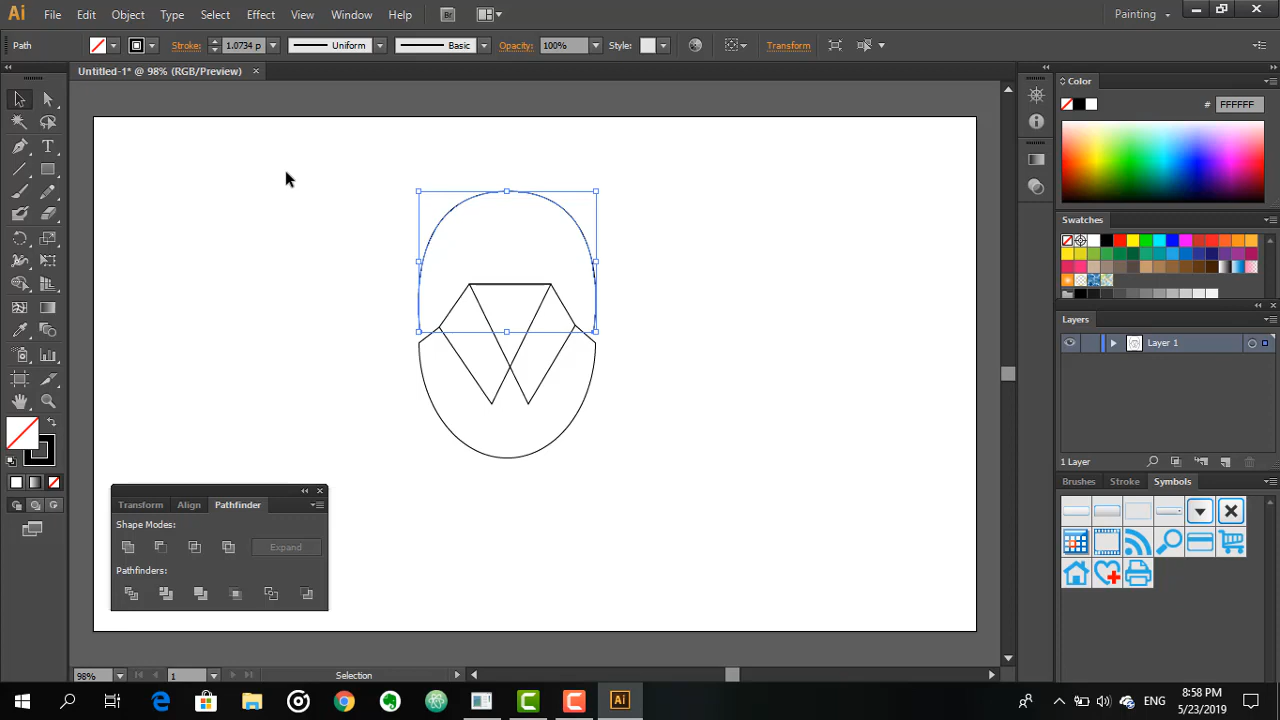 Ai File Edit Object Type Select Effect View Window Help Br Painting
Path Stroke: 1.0734 p Uniform Basic Opacity: 100% Style: Transform
Untitled-1* @ 98% (RGB/Preview)
Color
# FFFFFF
Swatches
Layers
Layer 1
1 Layer
Brushes Stroke Symbols
Transform Align Pathfinder
Shape Modes:
Expand
Pathfinders:
98% 1 Selection
Ai ENG 8:58 PM
5/23/2019